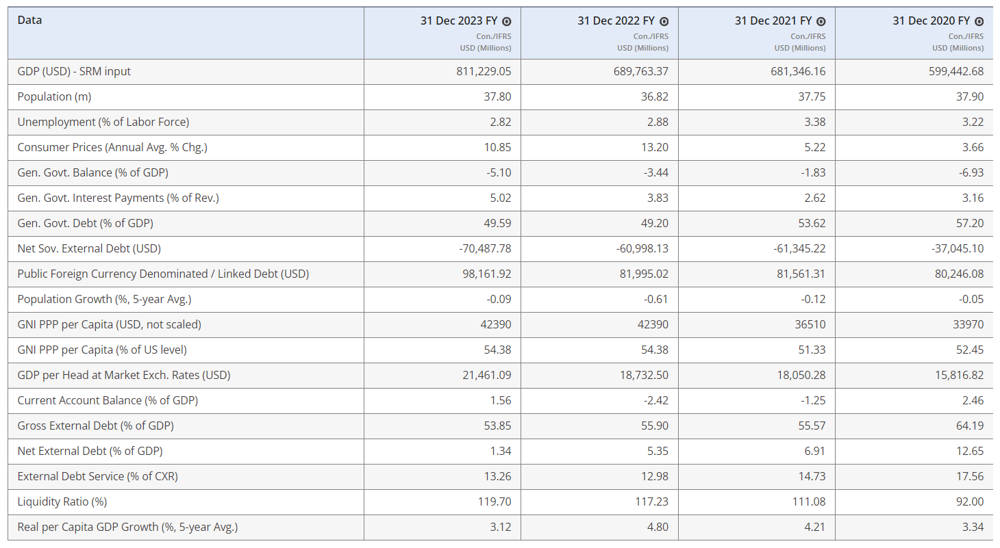 Data 31 Dec 2023 FY 31 Dec 2022 FY 31 Dec 2021 FY 31 Dec 2020 FY
Con./IFRS Con./IFRS Con./IFRS Con./IFRS
USD (Millions) USD (Millions) USD (Millions) USD (Millions)
GDP (USD) - SRM input 811,229.05 689,763.37 681,346.16 599,442.68
Population (m) 37.80 36.82 37.75 37.90
Unemployment (% of Labor Force) 2.82 2.88 3.38 3.22
Consumer Prices (Annual Avg. % Chg.) 10.85 13.20 5.22 3.66
Gen. Govt. Balance (% of GDP) -5.10 -3.44 -1.83 -6.93
Gen. Govt. Interest Payments (% of Rev.) 5.02 3.83 2.62 3.16
Gen. Govt. Debt (% of GDP) 49.59 49.20 53.62 57.20
Net Sov. External Debt (USD) -70,487.78 -60,998.13 -61,345.22 -37,045.10
Public Foreign Currency Denominated / Linked Debt (USD) 98,161.92 81,995.02 81,561.31 80,246.08
Population Growth (%, 5-year Avg.) -0.09 -0.61 -0.12 -0.05
GNI PPP per Capita (USD, not scaled) 42390 42390 36510 33970
GNI PPP per Capita (% of US level) 54.38 54.38 51.33 52.45
GDP per Head at Market Exch. Rates (USD) 21,461.09 18,732.50 18,050.28 15,816.82
Current Account Balance (% of GDP) 1.56 -2.42 -1.25 2.46
Gross External Debt (% of GDP) 53.85 55.90 55.57 64.19
Net External Debt (% of GDP) 1.34 5.35 6.91 12.65
External Debt Service (% of CXR) 13.26 12.98 14.73 17.56
Liquidity Ratio (%) 119.70 117.23 111.08 92.00
Real per Capita GDP Growth (%, 5-year Avg.) 3.12 4.80 4.21 3.34